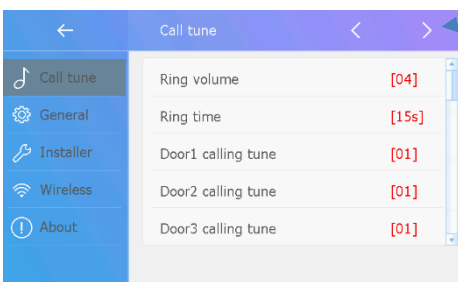 Call tune
Call tune
General
Installer
Wireless
About
Ring volume [04]
Ring time [15s]
Door1 calling tune [01]
Door2 calling tune [01]
Door3 calling tune [01]